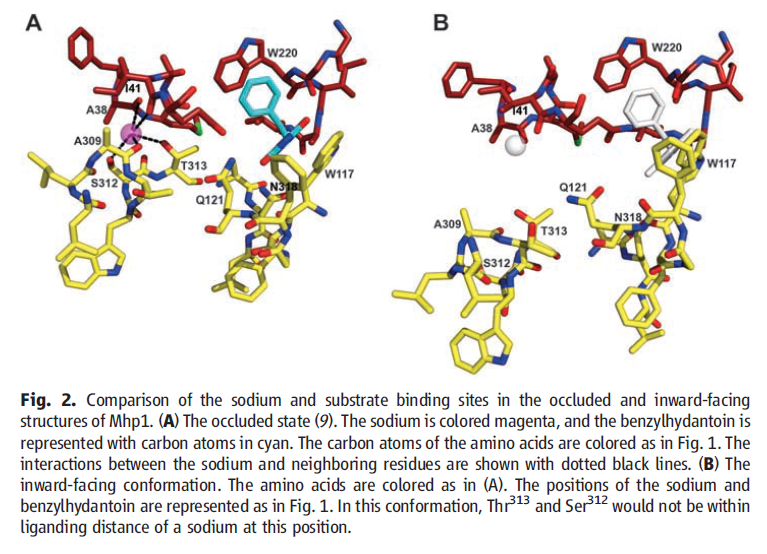 A
B
W220
W220
I41
I41
A38
A38
A309
T313
W117
W117
S312
N318
Q121
Q121
N318
A309
T313
S312
Fig. 2. Comparison of the sodium and substrate binding sites in the occluded and inward-facing
structures of Mhp1. (A) The occluded state (9). The sodium is colored magenta, and the benzylhydantoin is
represented with carbon atoms in cyan. The carbon atoms of the amino acids are colored as in Fig. 1. The
interactions between the sodium and neighboring residues are shown with dotted black lines. (B) The
inward-facing conformation. The amino acids are colored as in (A). The positions of the sodium and
benzylhydantoin are represented as in Fig. 1. In this conformation, Thr³¹³ and Ser³¹² would not be within
liganding distance of a sodium at this position.